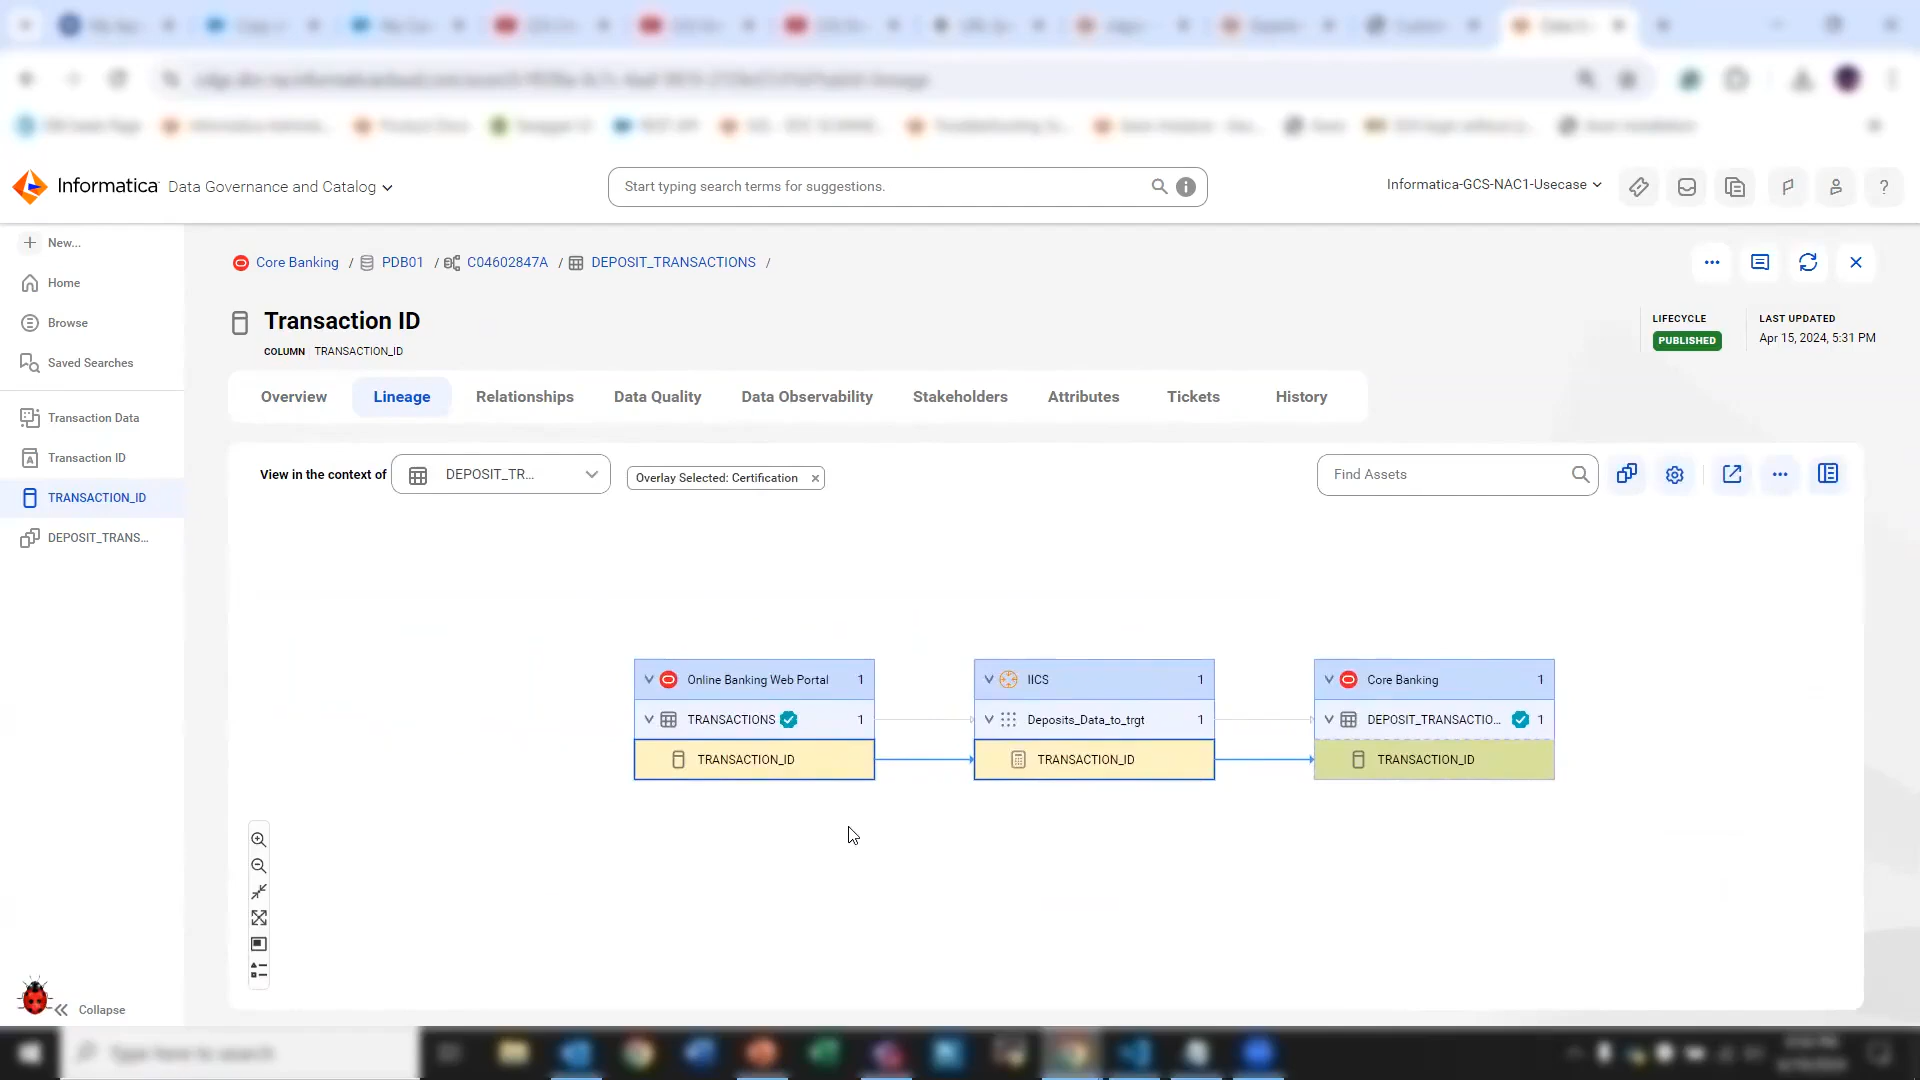 Informatica Data Governance and Catalog
Start typing search terms for suggestions.
Informatica-GCS-NAC1-Usecase
New...
Home
Browse
Saved Searches
Transaction Data
Transaction ID
TRANSACTION_ID
DEPOSIT_TRANS...
Collapse
Core Banking / PDB01 / C04602847A / DEPOSIT_TRANSACTIONS /
Transaction ID
COLUMN TRANSACTION_ID
LIFECYCLE
PUBLISHED
LAST UPDATED
Apr 15, 2024, 5:31 PM
Overview Lineage Relationships Data Quality Data Observability Stakeholders Attributes Tickets History
View in the context of DEPOSIT_TR... Overlay Selected: Certification
Find Assets
Online Banking Web Portal 1
TRANSACTIONS 1
TRANSACTION_ID
IICS 1
Deposits_Data_to_trgt 1
TRANSACTION_ID
Core Banking 1
DEPOSIT_TRANSACTIO... 1
TRANSACTION_ID
Type here to search